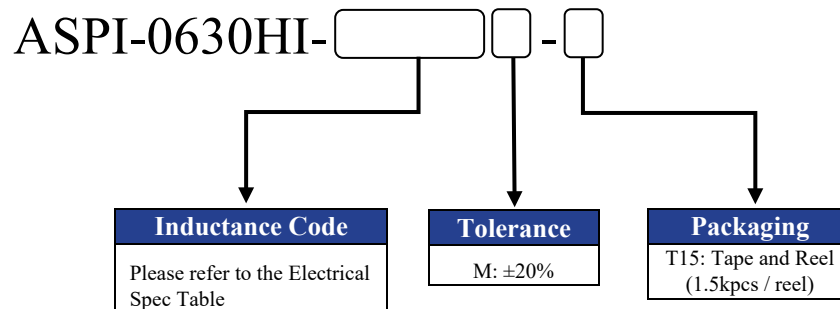 ASPI-0630HI- -
Inductance Code
Please refer to the Electrical
Spec Table
Tolerance
M: ±20%
Packaging
T15: Tape and Reel
(1.5kpcs / reel)